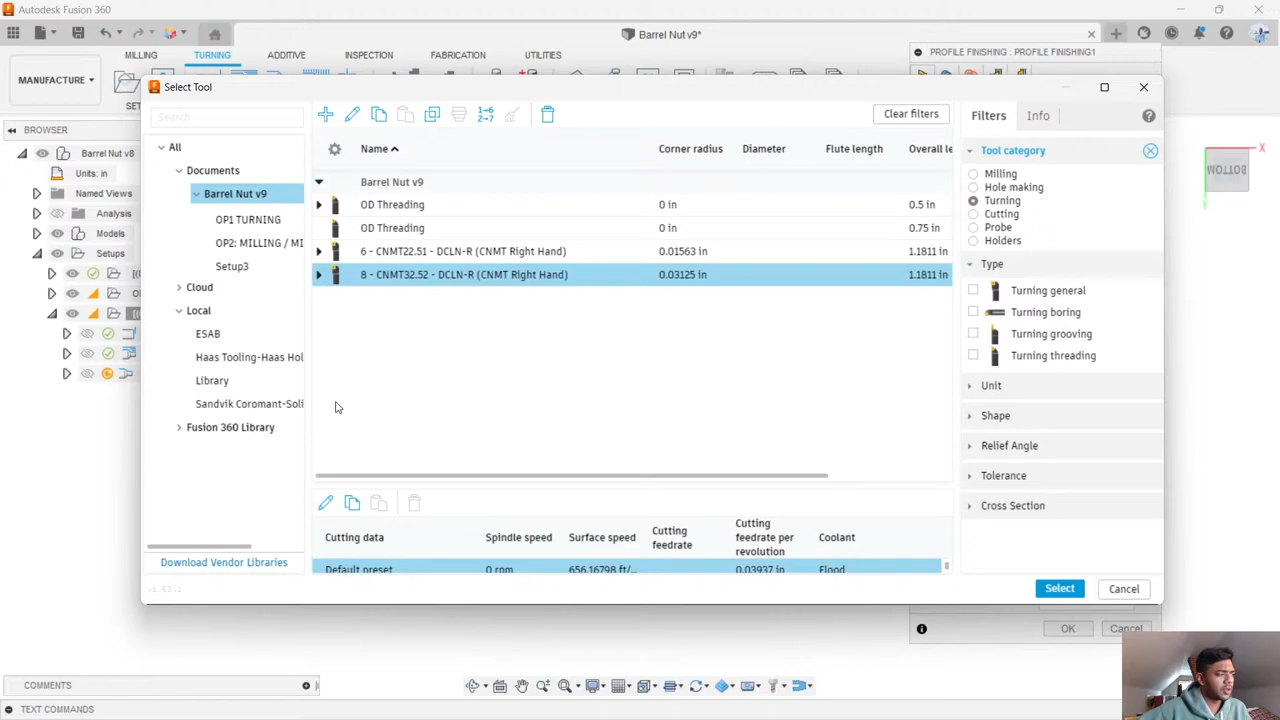 Autodesk Fusion 360
Barrel Nut v9*
MILLING TURNING ADDITIVE INSPECTION FABRICATION UTILITIES
PROFILE FINISHING : PROFILE FINISHING1
MANUFACTURE
Select Tool
Search
Clear filters
Filters Info
BROWSER
Barrel Nut v8
Units: in
Named Views
Analysis
Models
Setups
All
Documents
Barrel Nut v9
OP1 TURNING
OP2: MILLING / MI
Setup3
Cloud
Local
ESAB
Haas Tooling-Haas Hol
Library
Sandvik Coromant-Soli
Fusion 360 Library
Download Vendor Libraries
v1.62.1
Name Corner radius Diameter Flute length Overall le
Barrel Nut v9
OD Threading 0 in 0.5 in
OD Threading 0 in 0.75 in
6 - CNMT22.51 - DCLN-R (CNMT Right Hand) 0.01563 in 1.1811 in
8 - CNMT32.52 - DCLN-R (CNMT Right Hand) 0.03125 in 1.1811 in
Cutting data Spindle speed Surface speed Cutting feedrate Cutting feedrate per revolution Coolant
Default preset 0 rpm 656.16798 ft/... 0.03937 in Flood
Tool category
Milling
Hole making
Turning
Cutting
Probe
Holders
Type
Turning general
Turning boring
Turning grooving
Turning threading
Unit
Shape
Relief Angle
Tolerance
Cross Section
Select Cancel
OK Cancel
BOTTOM
X
Y
COMMENTS
TEXT COMMANDS